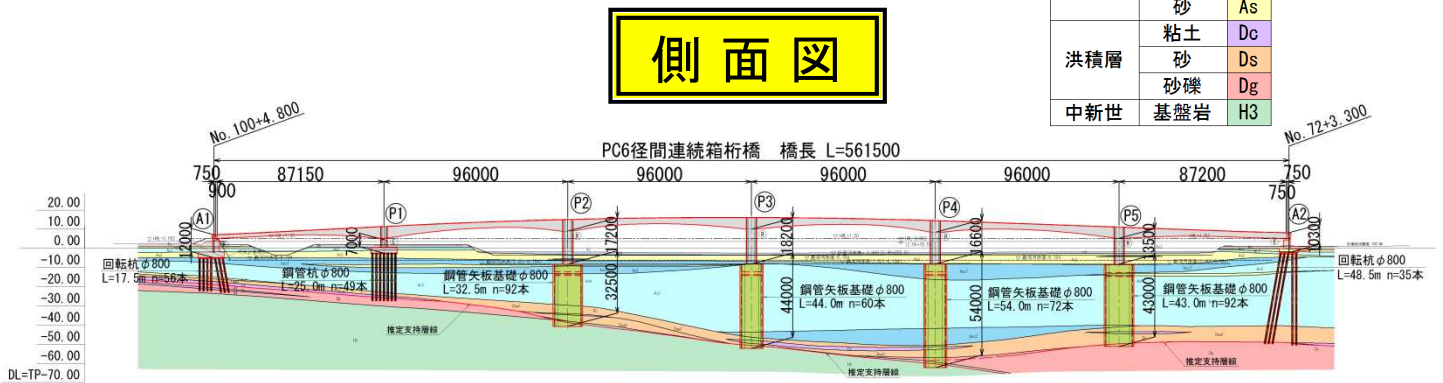 側面図
砂 As
粘土 Dc
洪積層 砂 Ds
砂礫 Dg
中新世 基盤岩 H3
No.100+4.800
No.72+3.300
PC6径間連続箱桁橋 橋長 L=561500
750 87150 96000 96000 96000 96000 87200 750
900 750
A1 P1 P2 P3 P4 P5 A2
20.00
10.00
0.00
-10.00
-20.00
-30.00
-40.00
-50.00
-60.00
DL=TP-70.00
12000
7000
17200
32500
18200
44000
16600
54000
13500
43000
10300
回転杭φ800
L=17.5m n=56本
鋼管杭φ800
L=25.0m n=49本
鋼管矢板基礎φ800
L=32.5m n=92本
鋼管矢板基礎φ800
L=44.0m n=60本
鋼管矢板基礎φ800
L=54.0m n=72本
鋼管矢板基礎φ800
L=43.0m n=92本
回転杭φ800
L=48.5m n=35本
推定支持層線
推定支持層線
推定支持層線